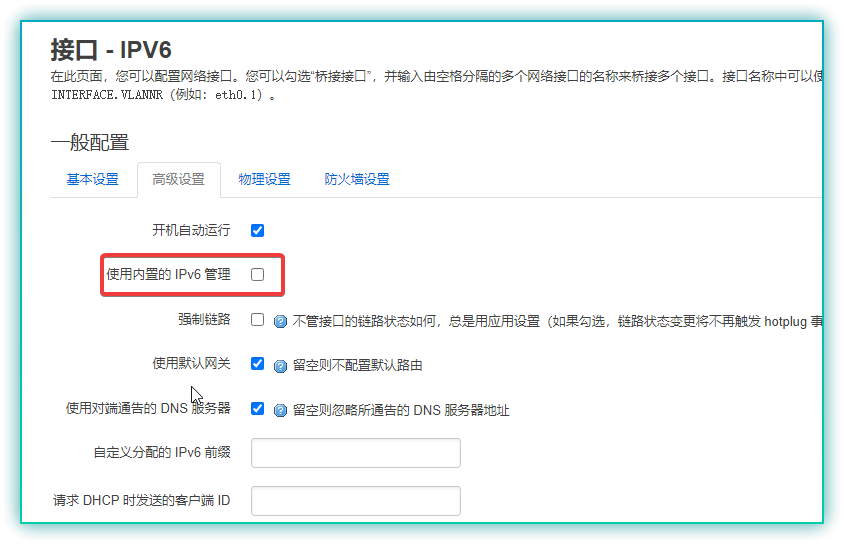 接口 - IPV6
在此页面，您可以配置网络接口。您可以勾选“桥接接口”，并输入由空格分隔的多个网络接口的名称来桥接多个接口。接口名称中可以使
INTERFACE.VLANNR（例如：eth0.1）。
一般配置
基本设置 高级设置 物理设置 防火墙设置
开机自动运行
使用内置的 IPv6 管理
强制链路 不管接口的链路状态如何，总是用应用设置（如果勾选，链路状态变更将不再触发 hotplug 事
使用默认网关 留空则不配置默认路由
使用对端通告的 DNS 服务器 留空则忽略所通告的 DNS 服务器地址
自定义分配的 IPv6 前缀
请求 DHCP 时发送的客户端 ID